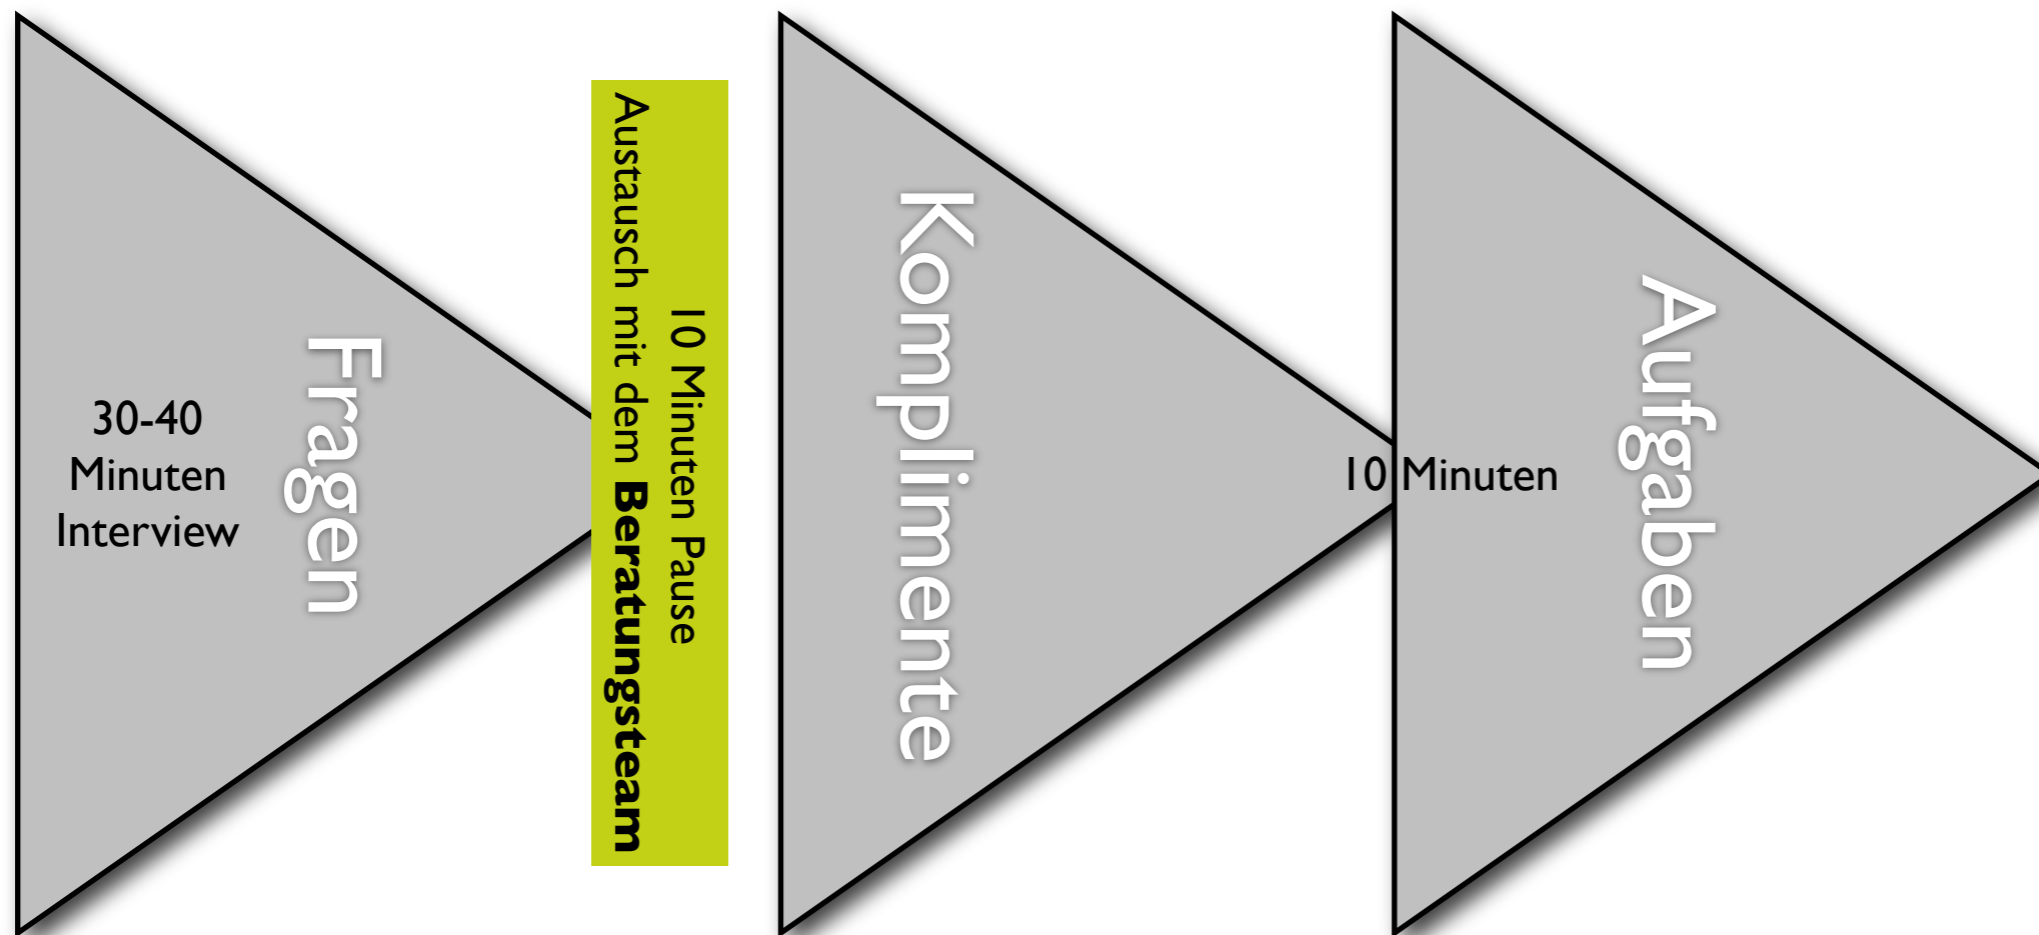 30-40
Minuten
Interview
Fragen
10 Minuten Pause
Austausch mit dem Beratungsteam
Komplimente
10 Minuten
Aufgaben